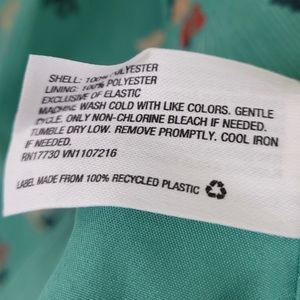 SHELL: 100% POLYESTER
LINING: 100% POLYESTER
EXCLUSIVE OF ELASTIC
MACHINE WASH COLD WITH LIKE COLORS. GENTLE
CYCLE. ONLY NON-CHLORINE BLEACH IF NEEDED.
TUMBLE DRY LOW. REMOVE PROMPTLY. COOL IRON
IF NEEDED.
RN17730 VN1107216
LABEL MADE FROM 100% RECYCLED PLASTIC